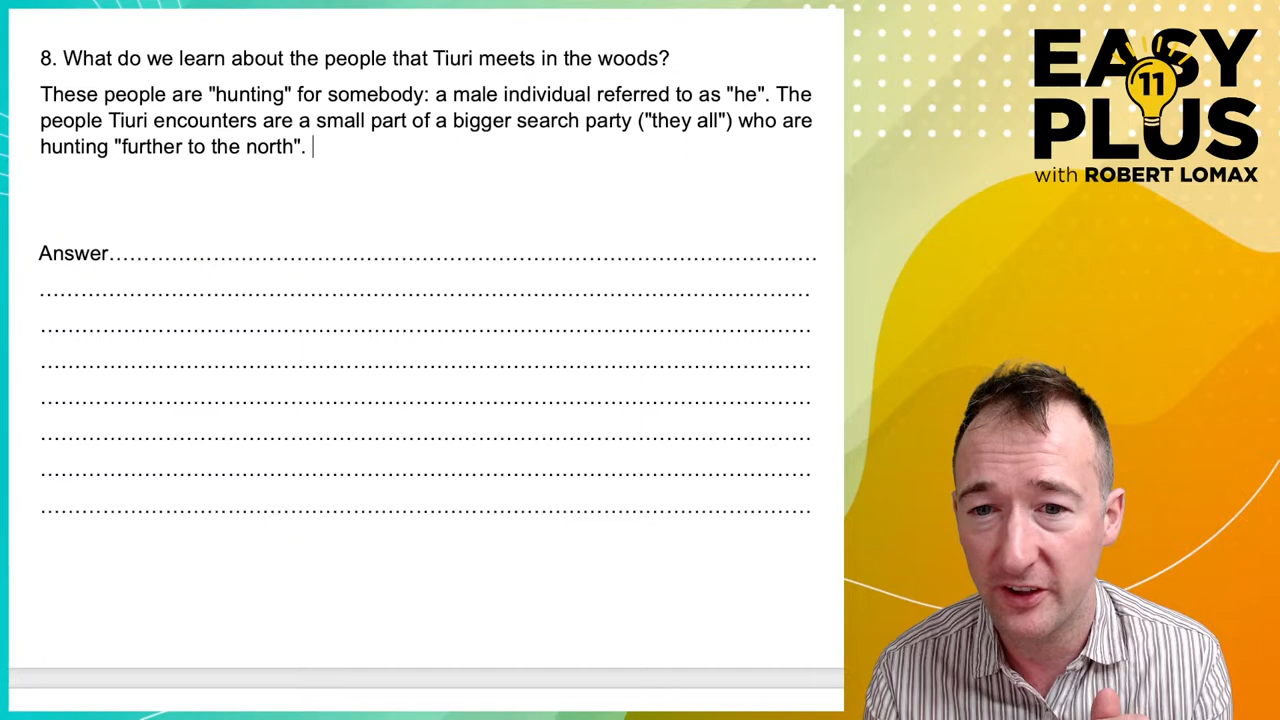 8. What do we learn about the people that Tiuri meets in the woods?
These people are "hunting" for somebody: a male individual referred to as "he". The
people Tiuri encounters are a small part of a bigger search party ("they all") who are
hunting "further to the north".
Answer……………………………………………………………………………………
………………………………………………………………………………………………
………………………………………………………………………………………………
………………………………………………………………………………………………
………………………………………………………………………………………………
………………………………………………………………………………………………
………………………………………………………………………………………………
………………………………………………………………………………………………
EASY
11
PLUS
with ROBERT LOMAX